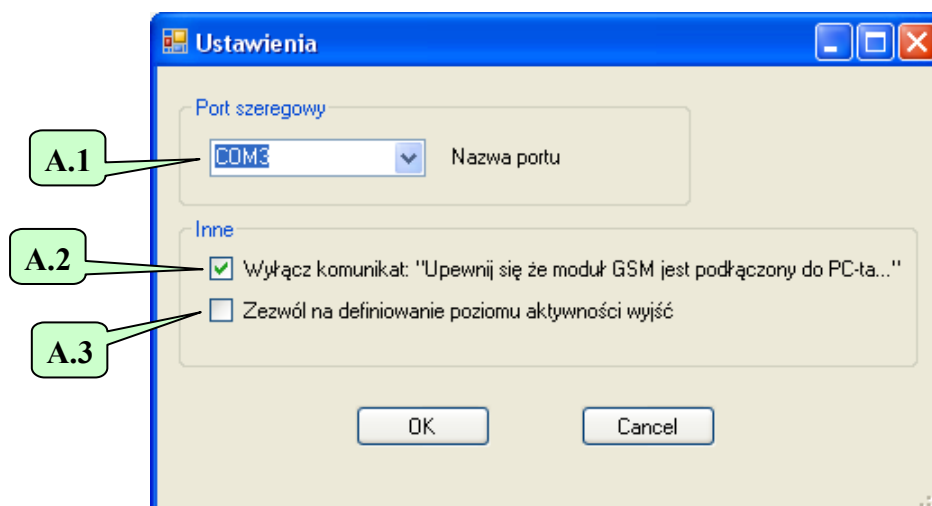 Ustawienia
Port szeregowy
A.1
COM3
Nazwa portu
Inne
A.2
Wyłącz komunikat: "Upewnij się że moduł GSM jest podłączony do PC-ta..."
A.3
Zezwól na definiowanie poziomu aktywności wyjść
OK
Cancel